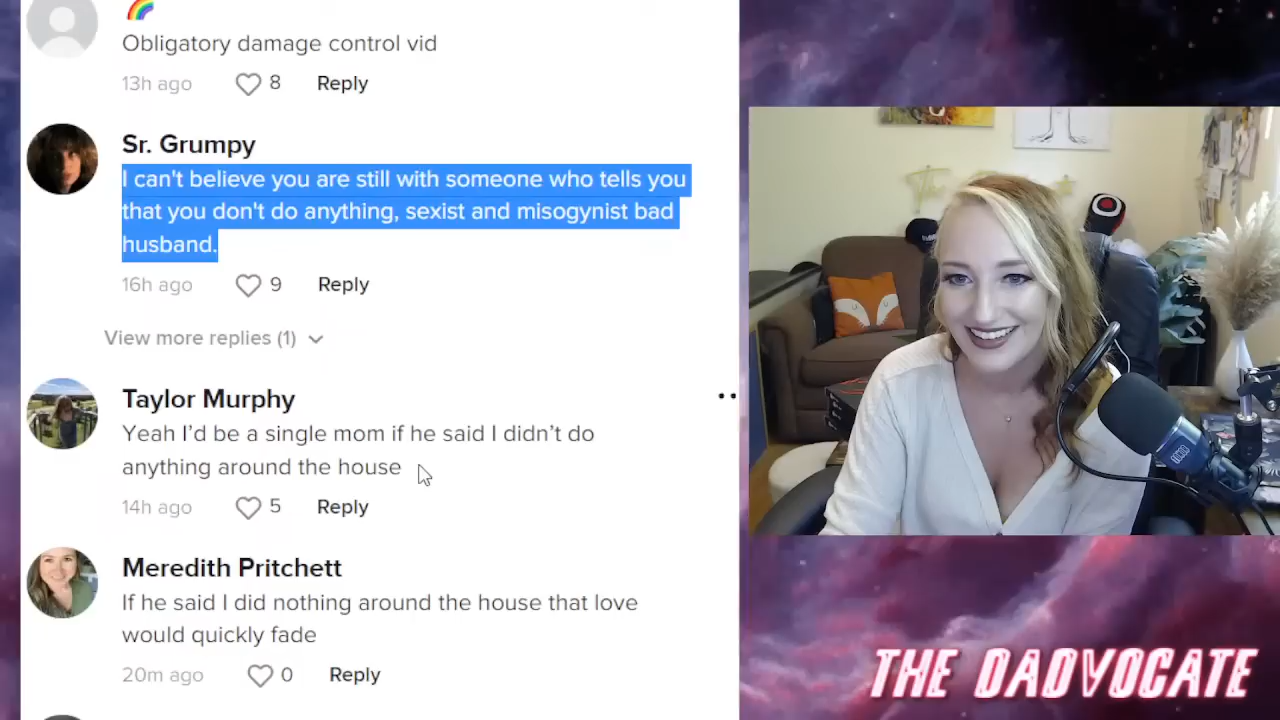 Obligatory damage control vid
13h ago 8 Reply
Sr. Grumpy
I can't believe you are still with someone who tells you
that you don't do anything, sexist and misogynist bad
husband.
16h ago 9 Reply
View more replies (1)
Taylor Murphy
Yeah I’d be a single mom if he said I didn’t do
anything around the house
14h ago 5 Reply
Meredith Pritchett
If he said I did nothing around the house that love
would quickly fade
20m ago 0 Reply
THE DADVOCATE